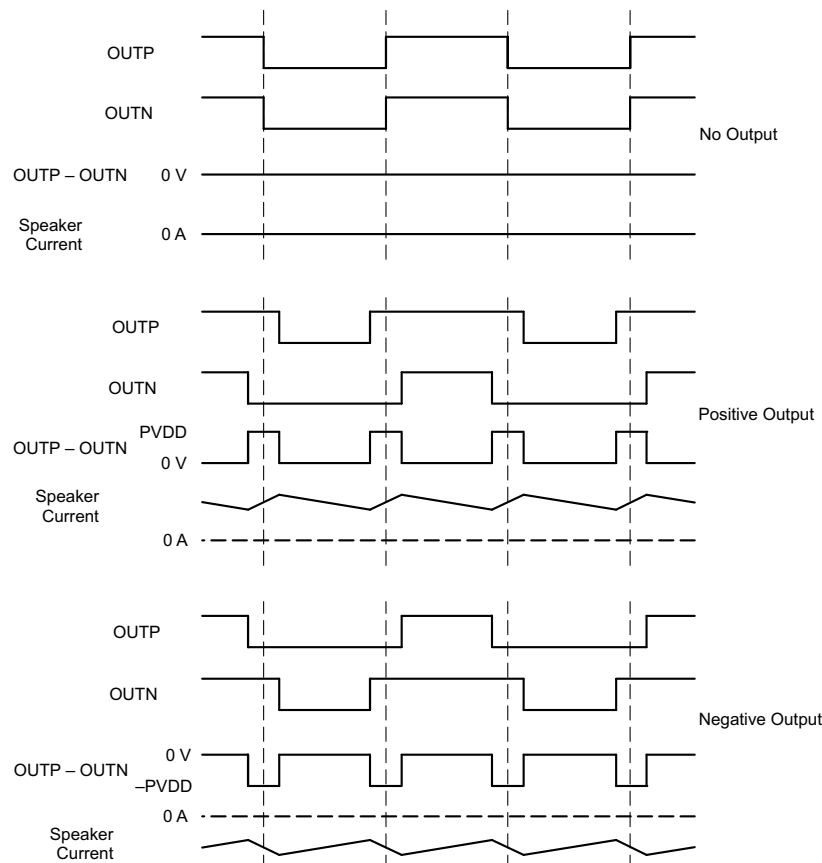 OUTP
OUTN
No Output
OUTP – OUTN 0 V
Speaker
Current
0 A
OUTP
OUTN
Positive Output
PVDD
OUTP – OUTN
0 V
Speaker
Current
0 A
OUTP
OUTN
Negative Output
0 V
OUTP – OUTN
–PVDD
0 A
Speaker
Current